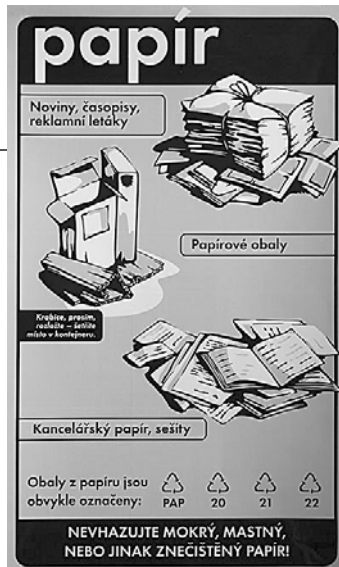 papír
Noviny, časopisy,
reklamní letáky
Papírové obaly
Krabice, prosím,
rozložte – šetříte
místo v kontejneru.
Kancelářský papír, sešity
Obaly z papíru jsou
obvykle označeny:
PAP 20 21 22
NEVHAZUJTE MOKRÝ, MASTNÝ,
NEBO JINAK ZNEČIŠTĚNÝ PAPÍR!